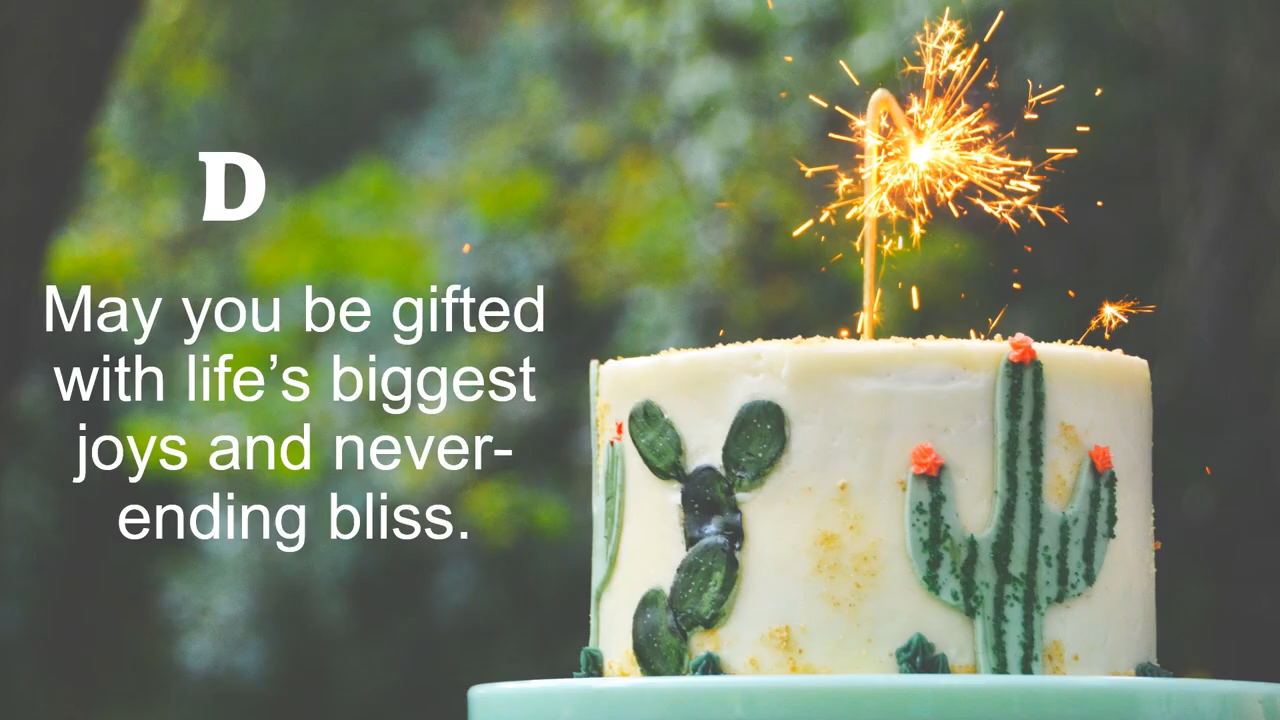 D
May you be gifted
with life’s biggest
joys and never-
ending bliss.